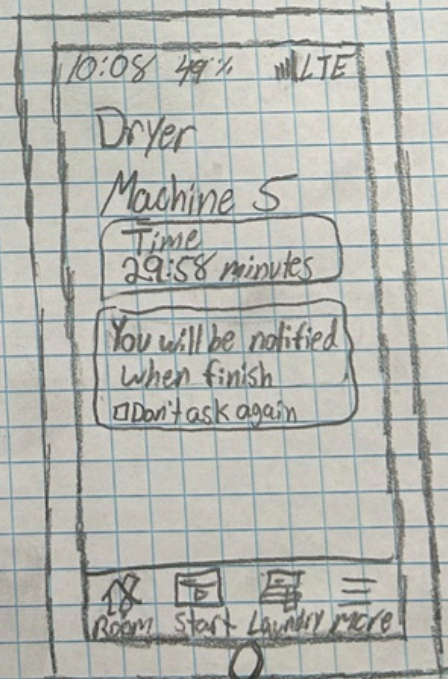 10:08 49% LTE
Dryer
Machine 5
Time
29:58 minutes
You will be notified
when finish
Don't ask again
Room Start Laundry more